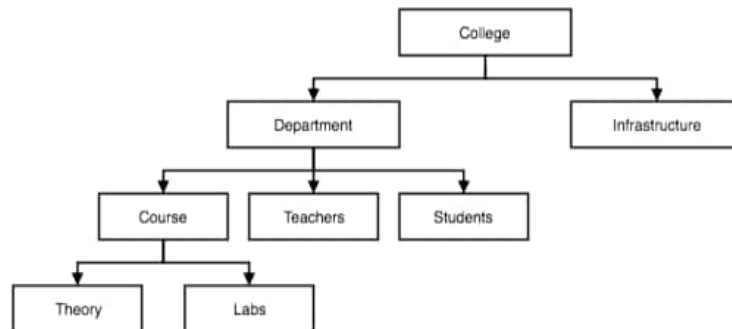 College
Department
Infrastructure
Course
Teachers
Students
Theory
Labs